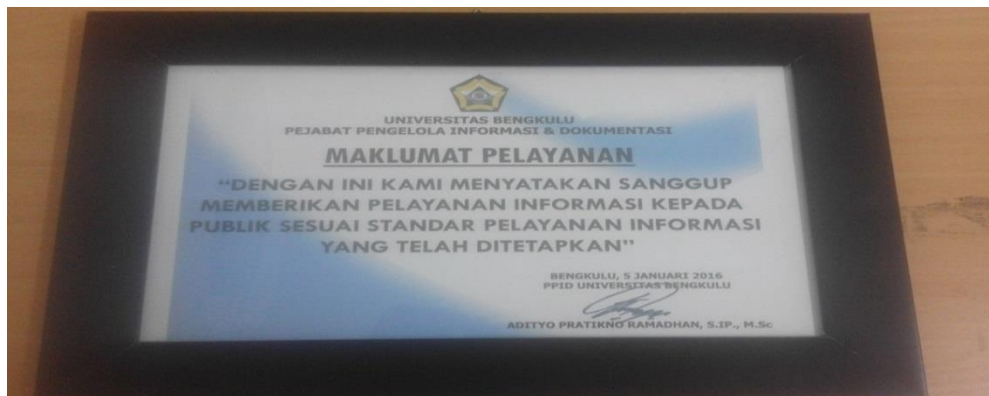 UNIVERSITAS BENGKULU
PEJABAT PENGELOLA INFORMASI & DOKUMENTASI
MAKLUMAT PELAYANAN
“DENGAN INI KAMI MENYATAKAN SANGGUP
MEMBERIKAN PELAYANAN INFORMASI KEPADA
PUBLIK SESUAI STANDAR PELAYANAN INFORMASI
YANG TELAH DITETAPKAN”
BENGKULU, 5 JANUARI 2016
PPID UNIVERSITAS BENGKULU
ADITYO PRATIKNO RAMADHAN, S.IP., M.Sc